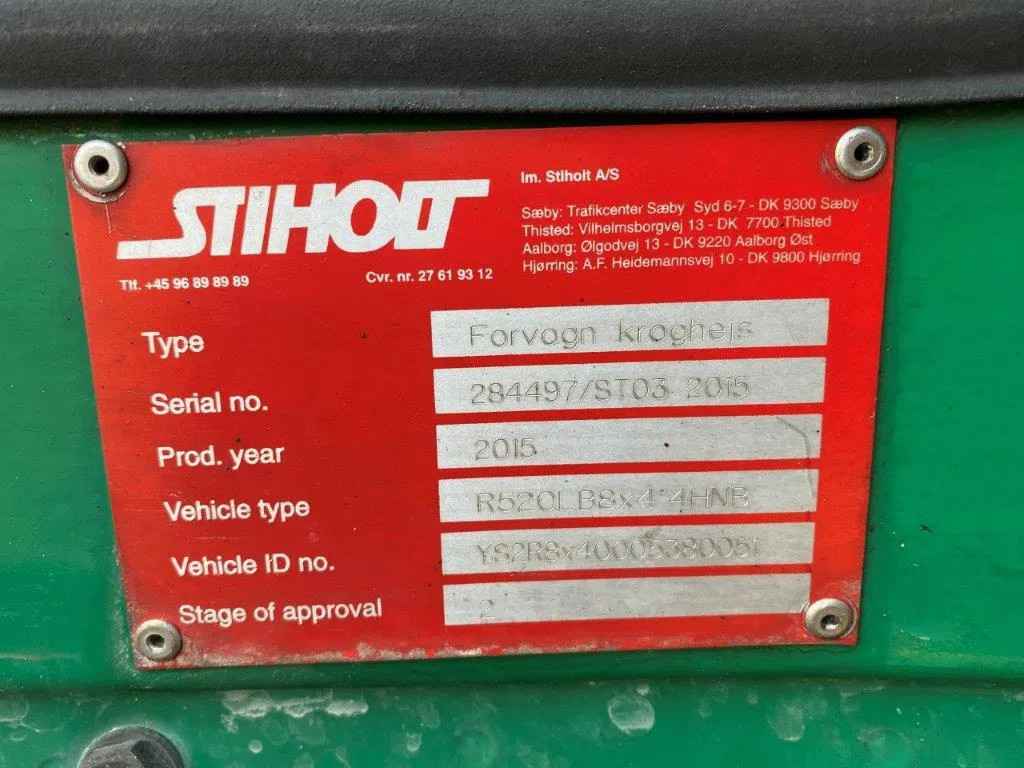 STIHOLT
Tlf. +45 96 89 89 89
Cvr. nr. 27 61 93 12
Im. Stiholt A/S
Sæby: Trafikcenter Sæby Syd 6-7 - DK 9300 Sæby
Thisted: Vilhelmsborgvej 13 - DK 7700 Thisted
Aalborg: Ølgodvej 13 - DK 9220 Aalborg Øst
Hjørring: A.F. Heidemannsvej 10 - DK 9800 Hjørring
Type Forvogn kroghejs
Serial no. 284497/ST03 2015
Prod. year 2015
Vehicle type R520LB8x4*4HNB
Vehicle ID no. YS2R8x40005380051
Stage of approval 2